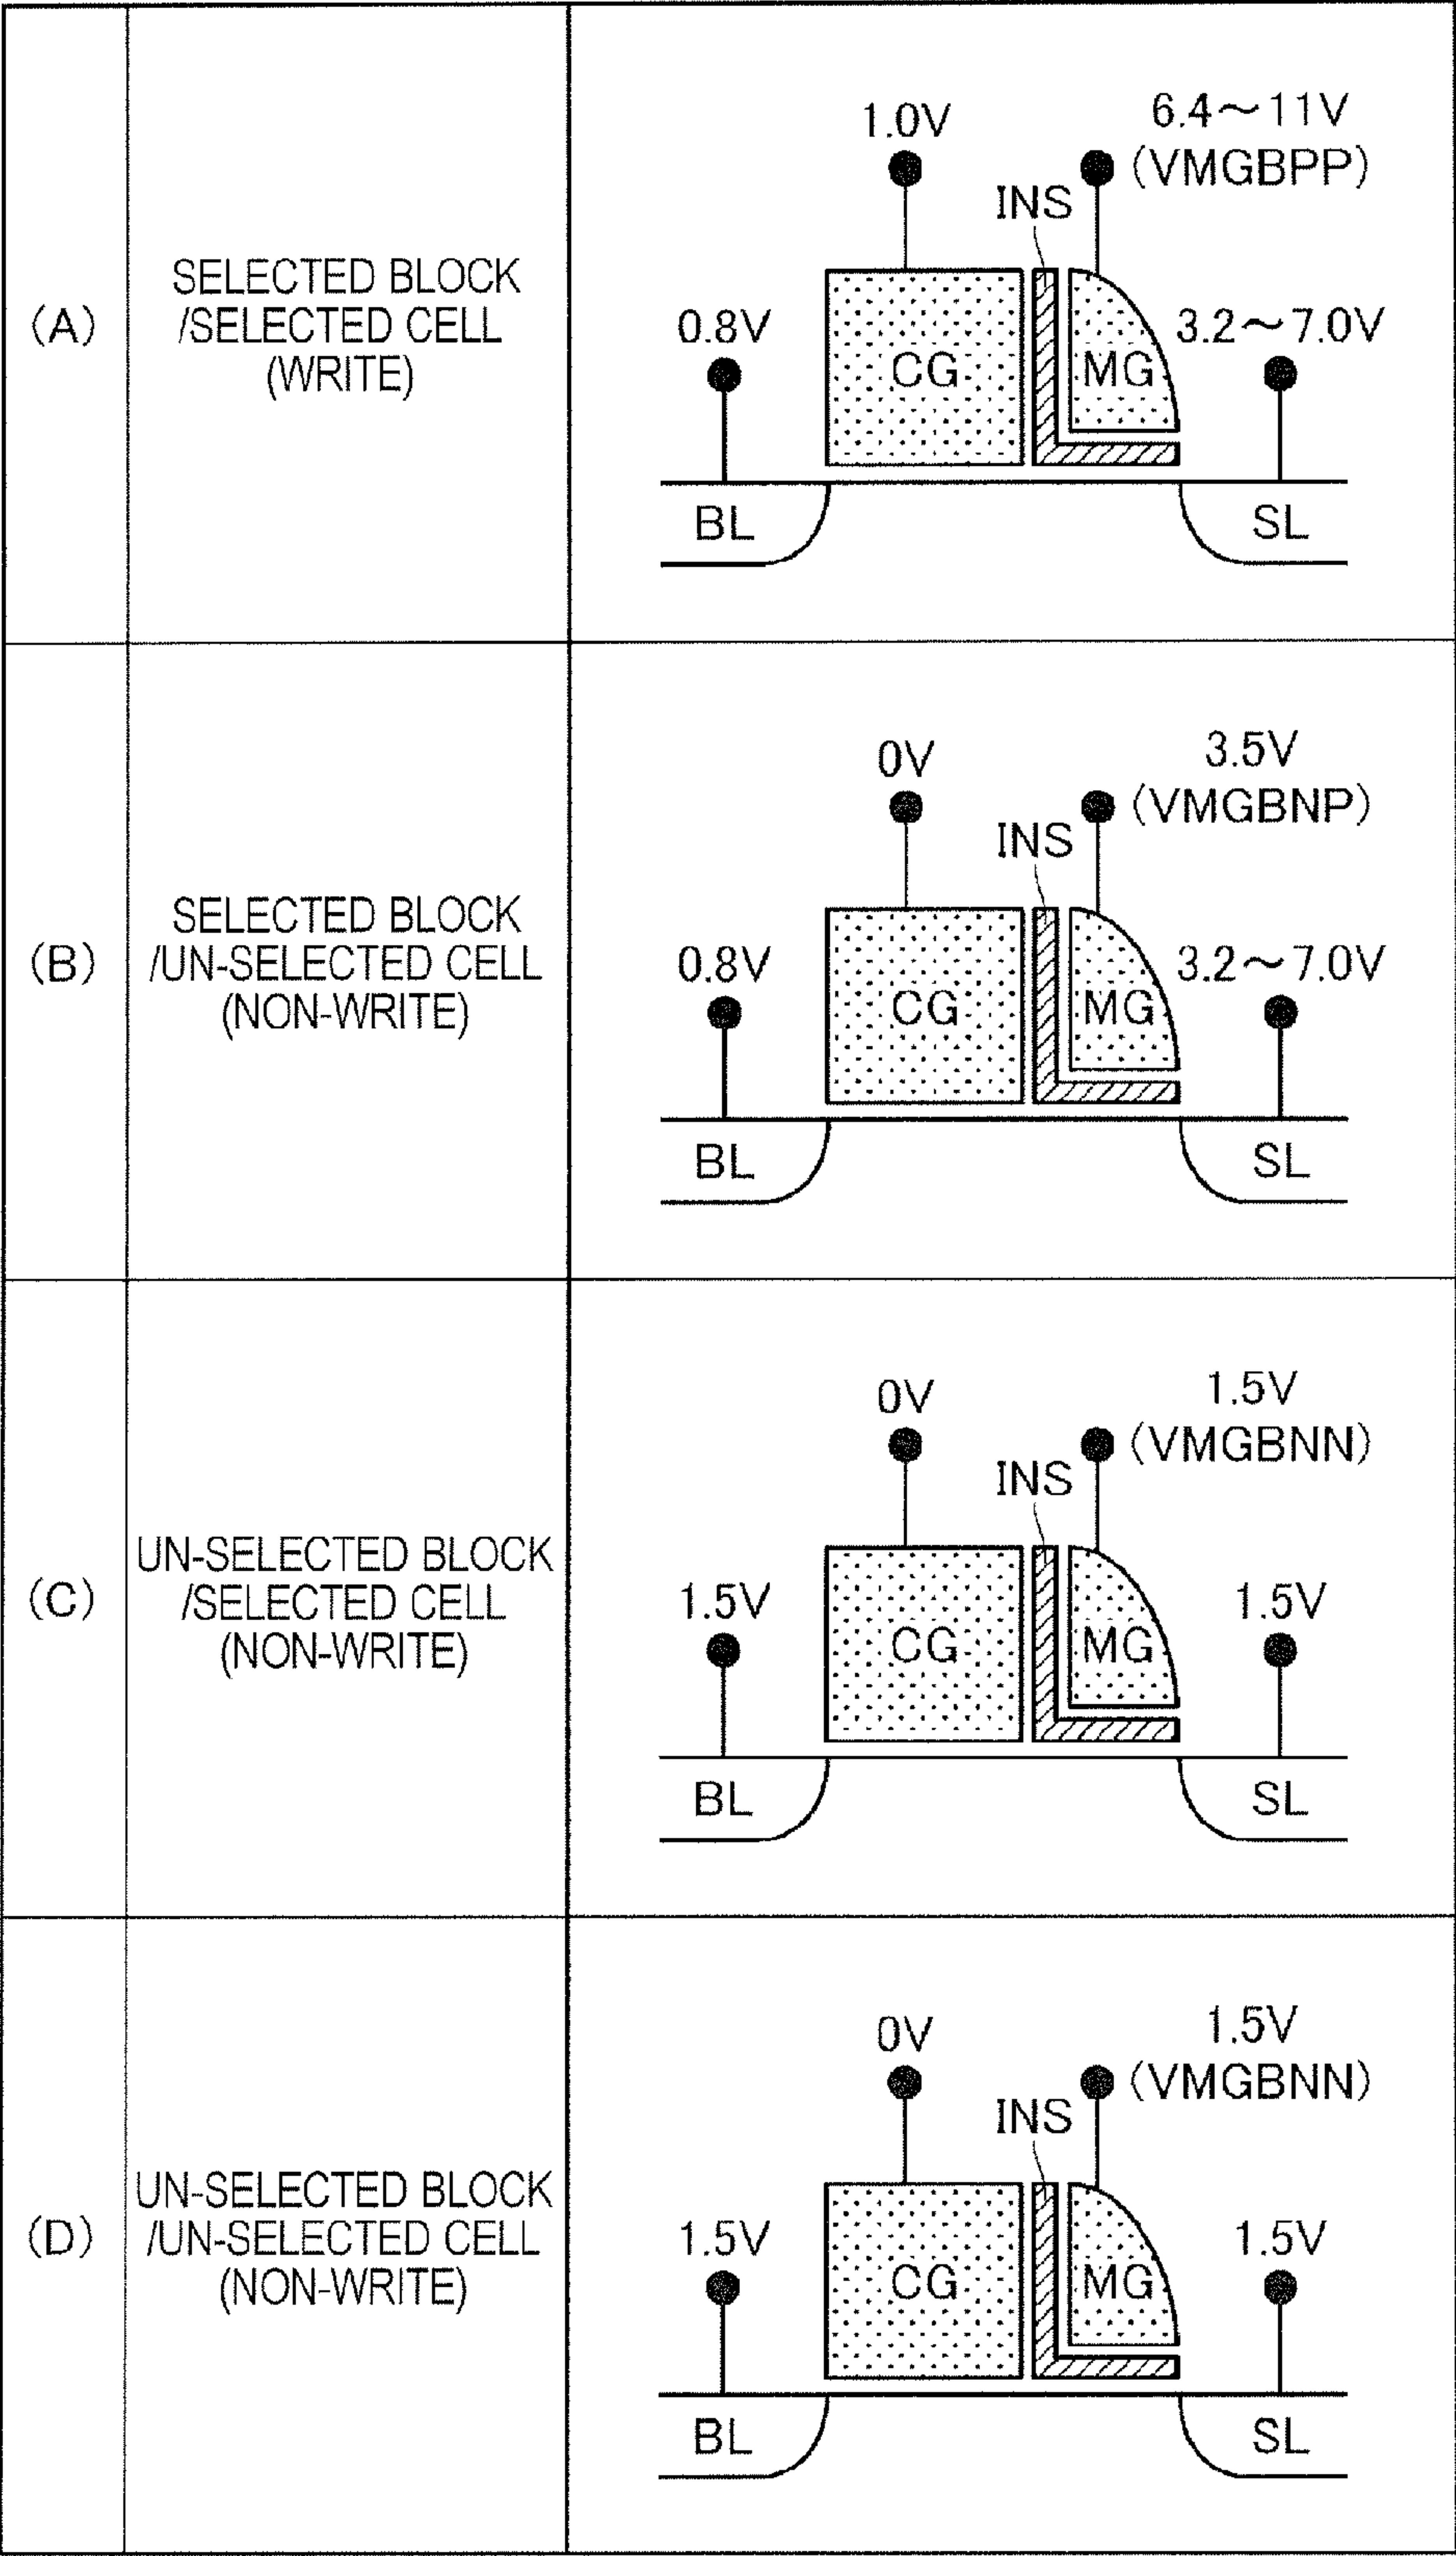 (A)
SELECTED BLOCK
/SELECTED CELL
(WRITE)
1.0V
6.4～11V
(VMGBPP)
INS
0.8V
3.2～7.0V
CG
MG
BL
SL
(B)
SELECTED BLOCK
/UN-SELECTED CELL
(NON-WRITE)
0V
3.5V
(VMGBNP)
INS
0.8V
3.2～7.0V
CG
MG
BL
SL
(C)
UN-SELECTED BLOCK
/SELECTED CELL
(NON-WRITE)
0V
1.5V
(VMGBNN)
INS
1.5V
1.5V
CG
MG
BL
SL
(D)
UN-SELECTED BLOCK
/UN-SELECTED CELL
(NON-WRITE)
0V
1.5V
(VMGBNN)
INS
1.5V
1.5V
CG
MG
BL
SL